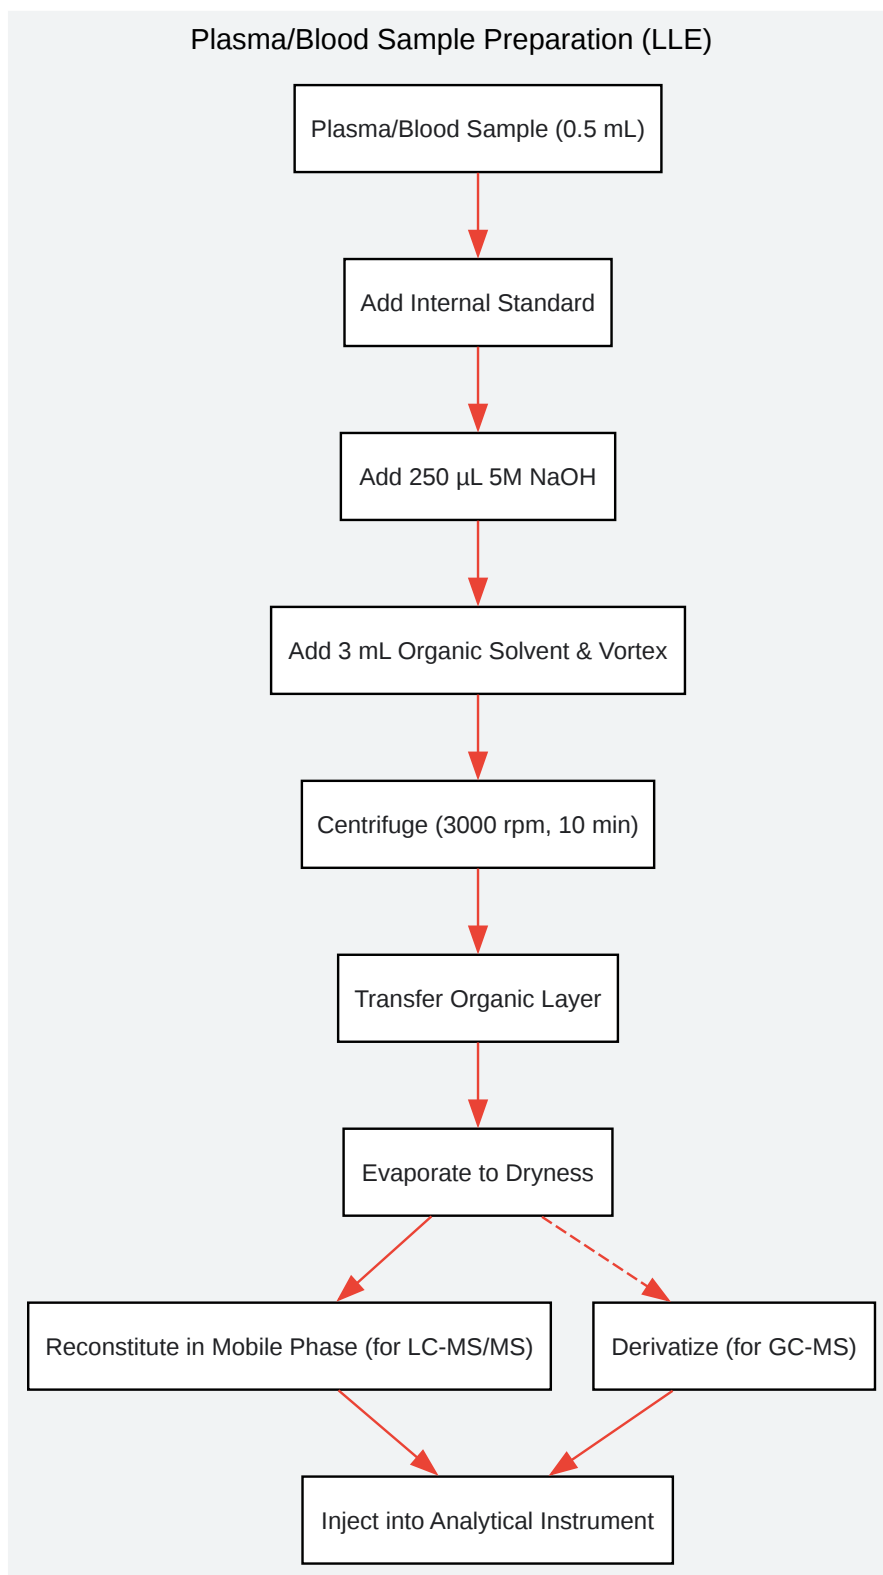 Plasma/Blood Sample Preparation (LLE)
Plasma/Blood Sample (0.5 mL)
Add Internal Standard
Add 250 µL 5M NaOH
Add 3 mL Organic Solvent & Vortex
Centrifuge (3000 rpm, 10 min)
Transfer Organic Layer
Evaporate to Dryness
Reconstitute in Mobile Phase (for LC-MS/MS)
Derivatize (for GC-MS)
Inject into Analytical Instrument